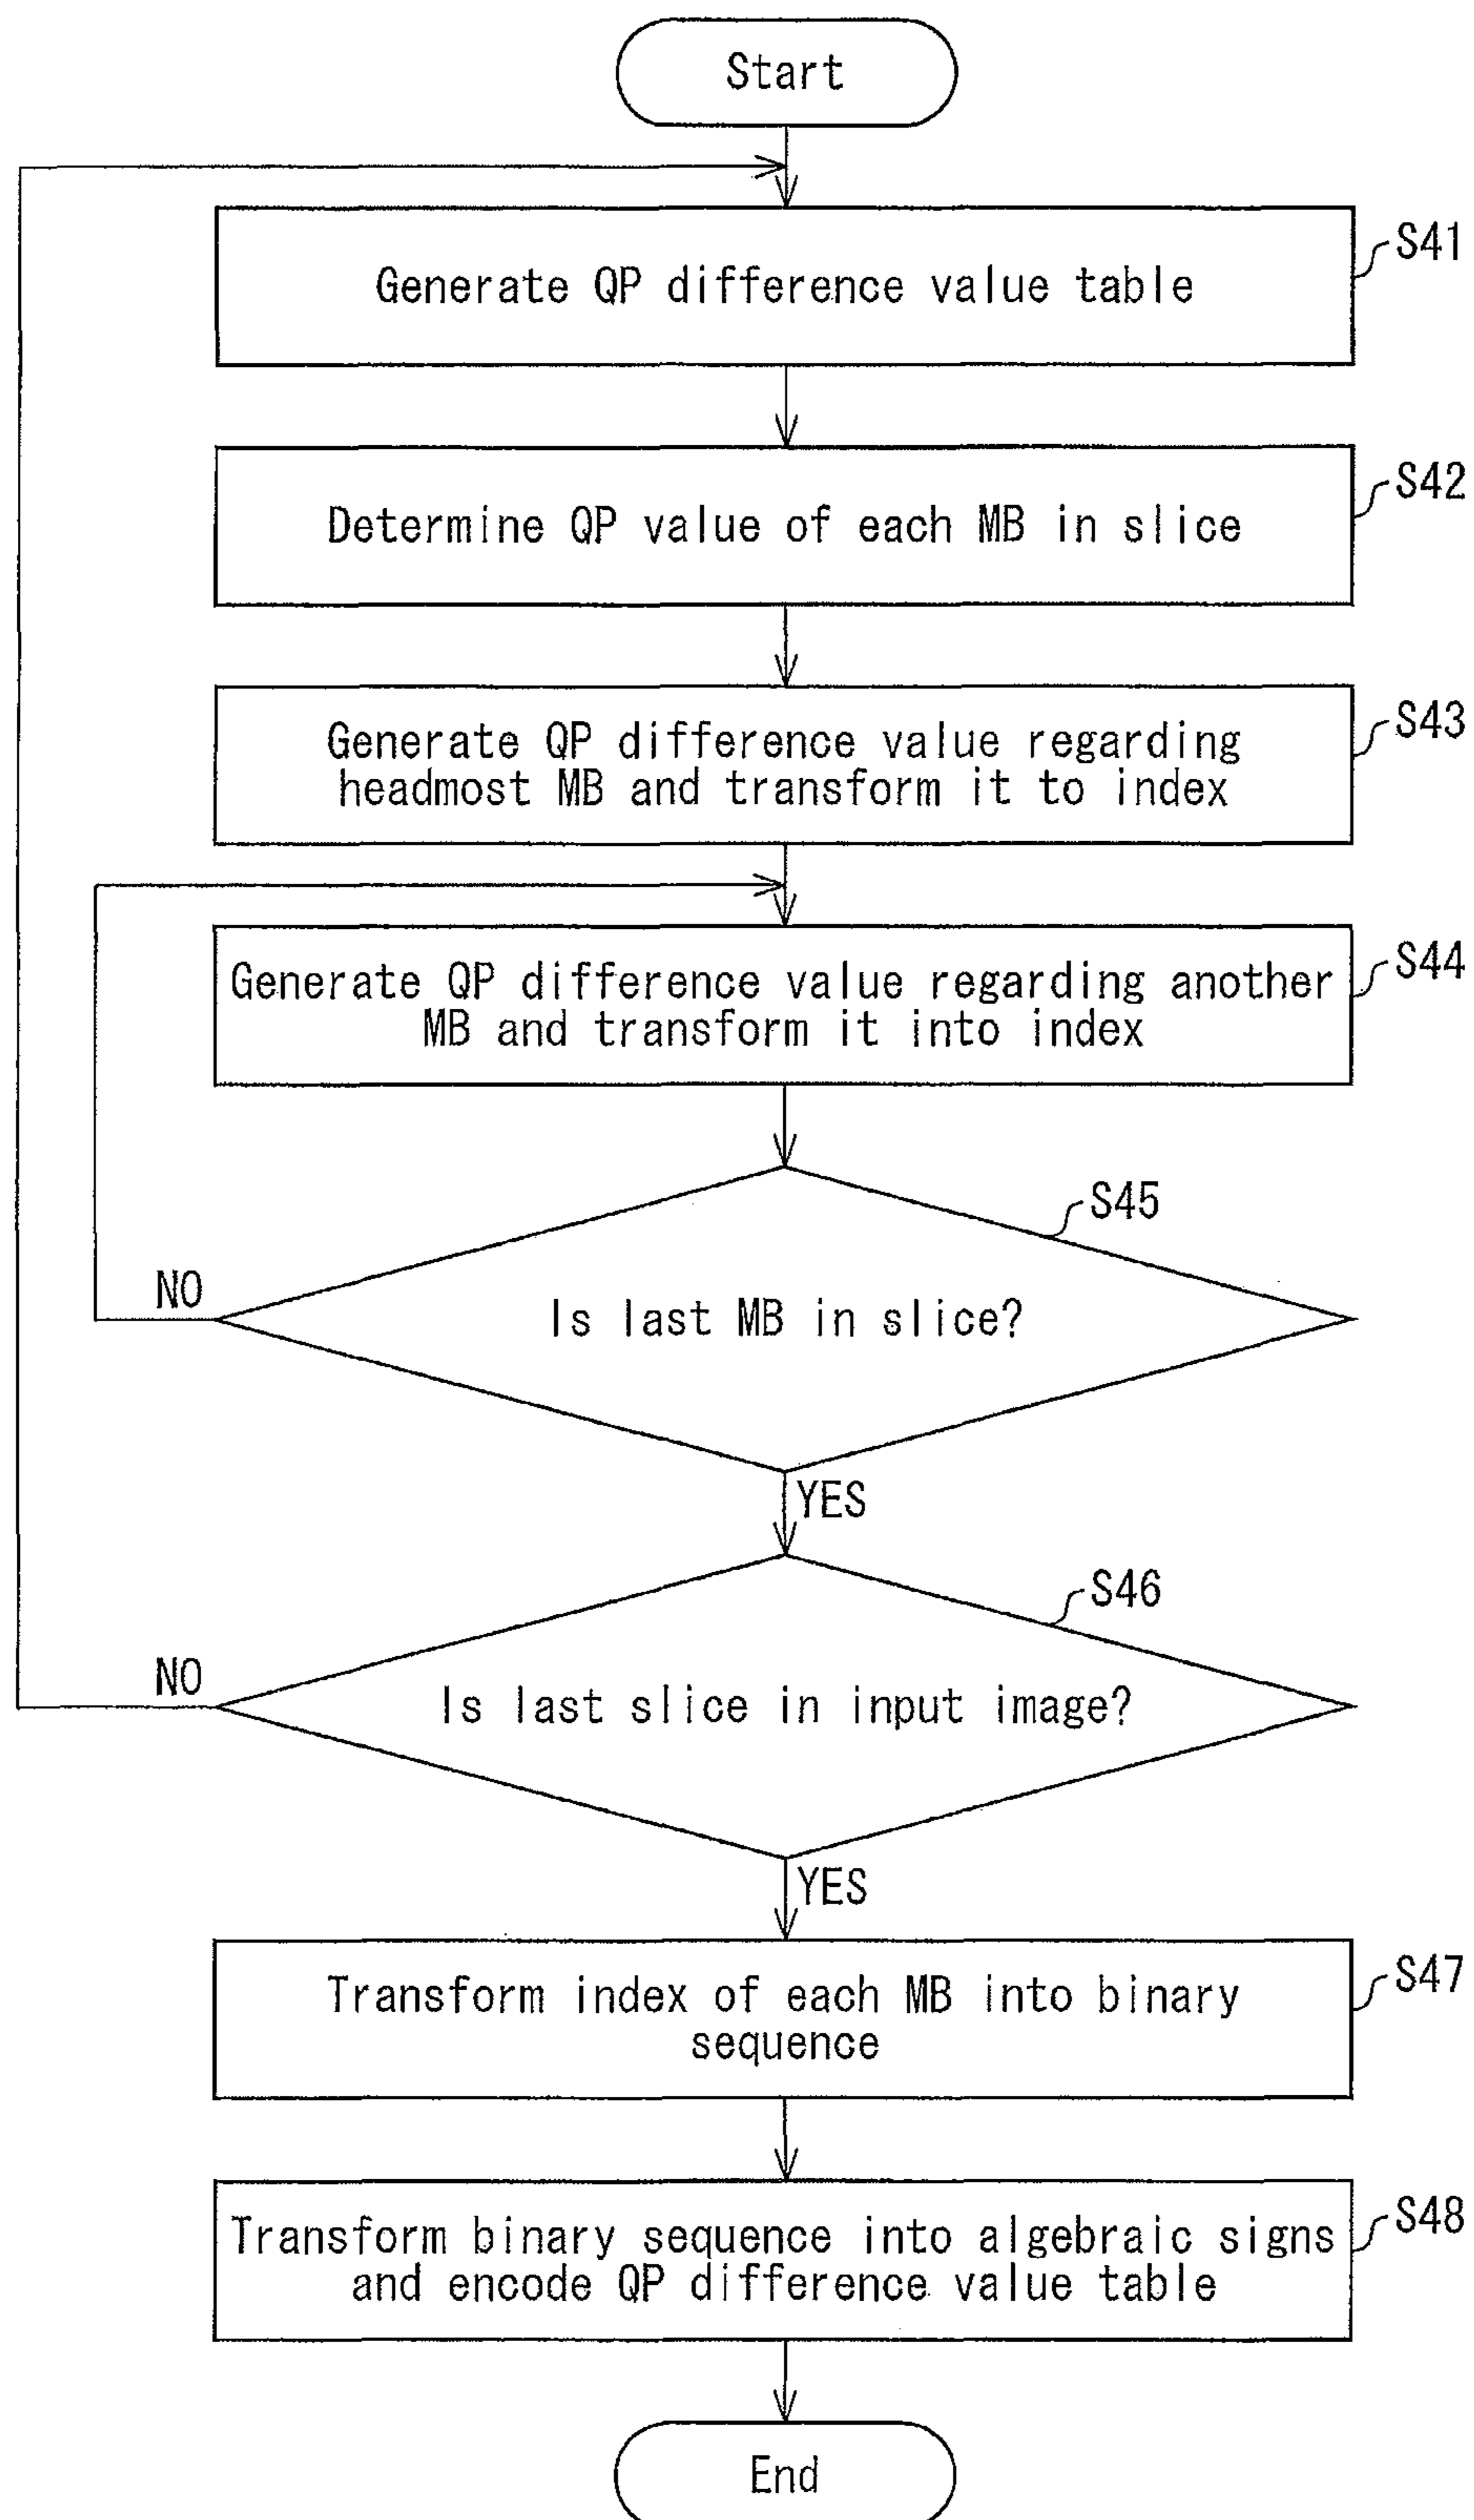 Start
Generate QP difference value table
S41
Determine QP value of each MB in slice
S42
Generate QP difference value regarding
headmost MB and transform it to index
S43
Generate QP difference value regarding another
MB and transform it into index
S44
S45
NO
Is last MB in slice?
YES
S46
NO
Is last slice in input image?
YES
Transform index of each MB into binary
sequence
S47
Transform binary sequence into algebraic signs
and encode QP difference value table
S48
End